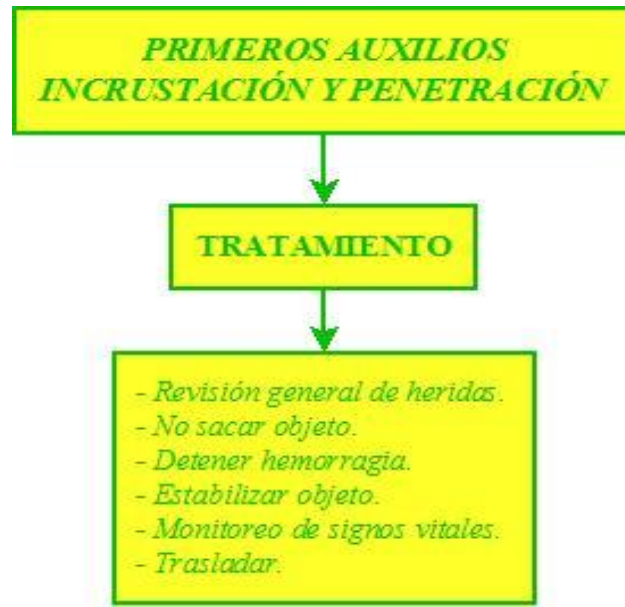 PRIMEROS AUXILIOS
INCRUSTACIÓN Y PENETRACIÓN
TRATAMIENTO
- Revisión general de heridas.
- No sacar objeto.
- Detener hemorragia.
- Estabilizar objeto.
- Monitoreo de signos vitales.
- Trasladar.